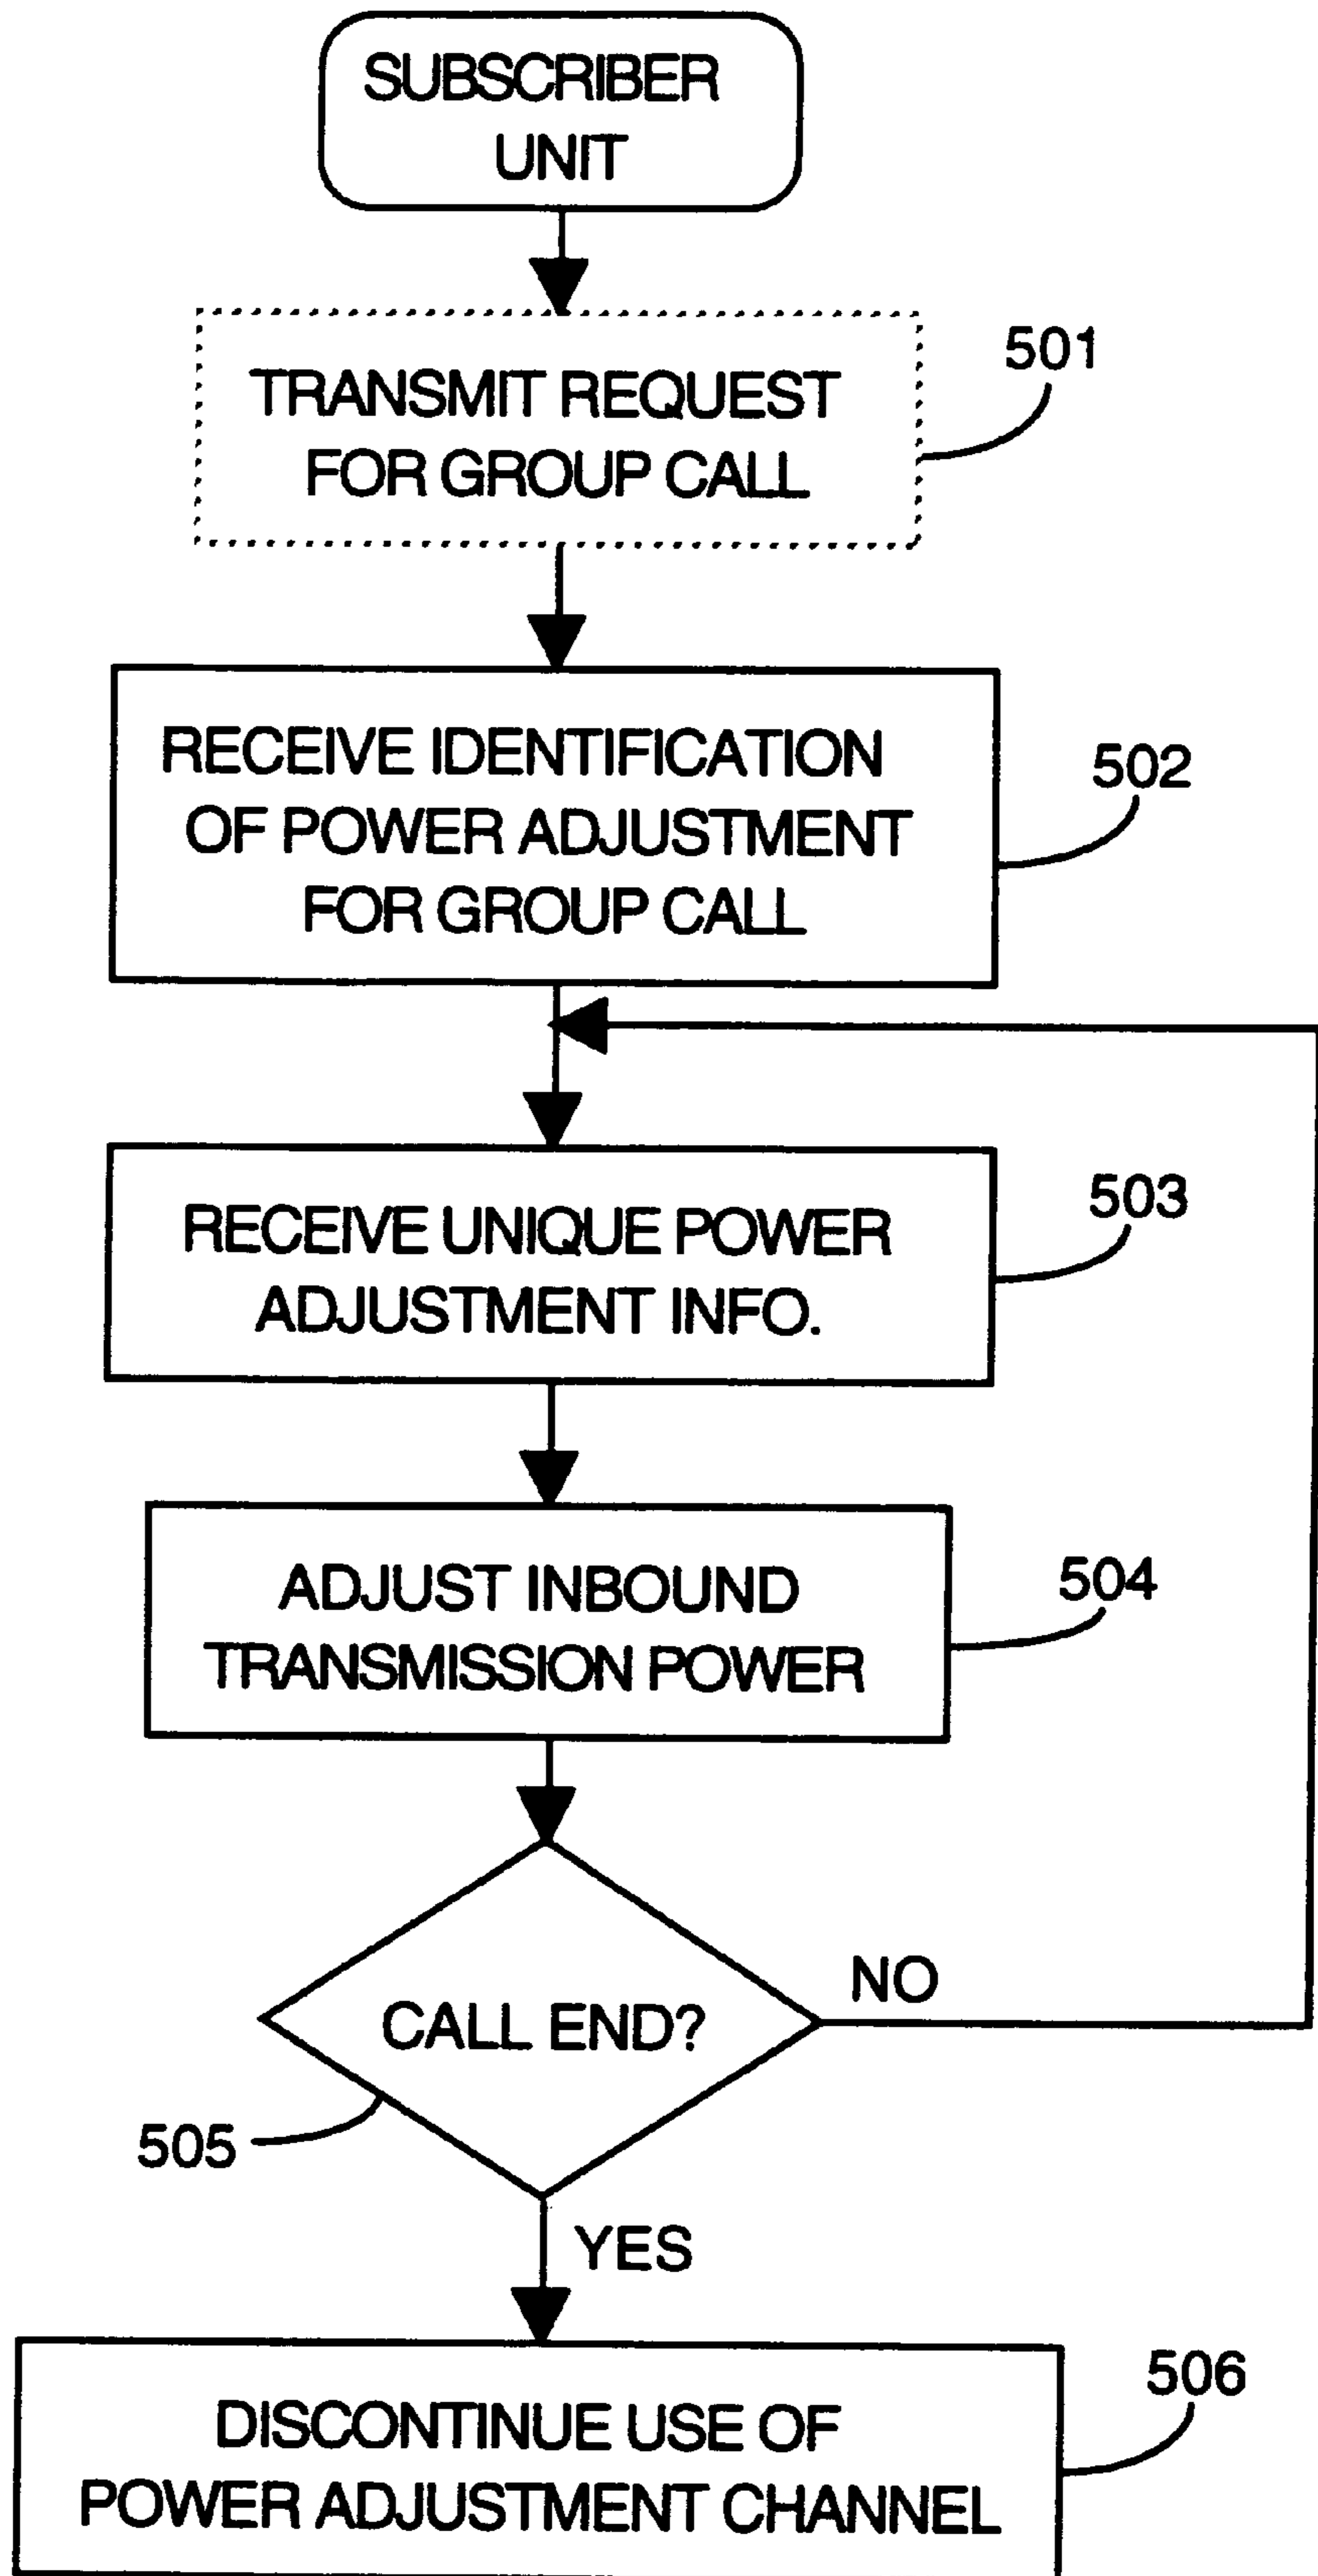 SUBSCRIBER
UNIT
TRANSMIT REQUEST
FOR GROUP CALL
501
RECEIVE IDENTIFICATION
OF POWER ADJUSTMENT
FOR GROUP CALL
502
RECEIVE UNIQUE POWER
ADJUSTMENT INFO.
503
ADJUST INBOUND
TRANSMISSION POWER
504
CALL END?
NO
505
YES
DISCONTINUE USE OF
POWER ADJUSTMENT CHANNEL
506